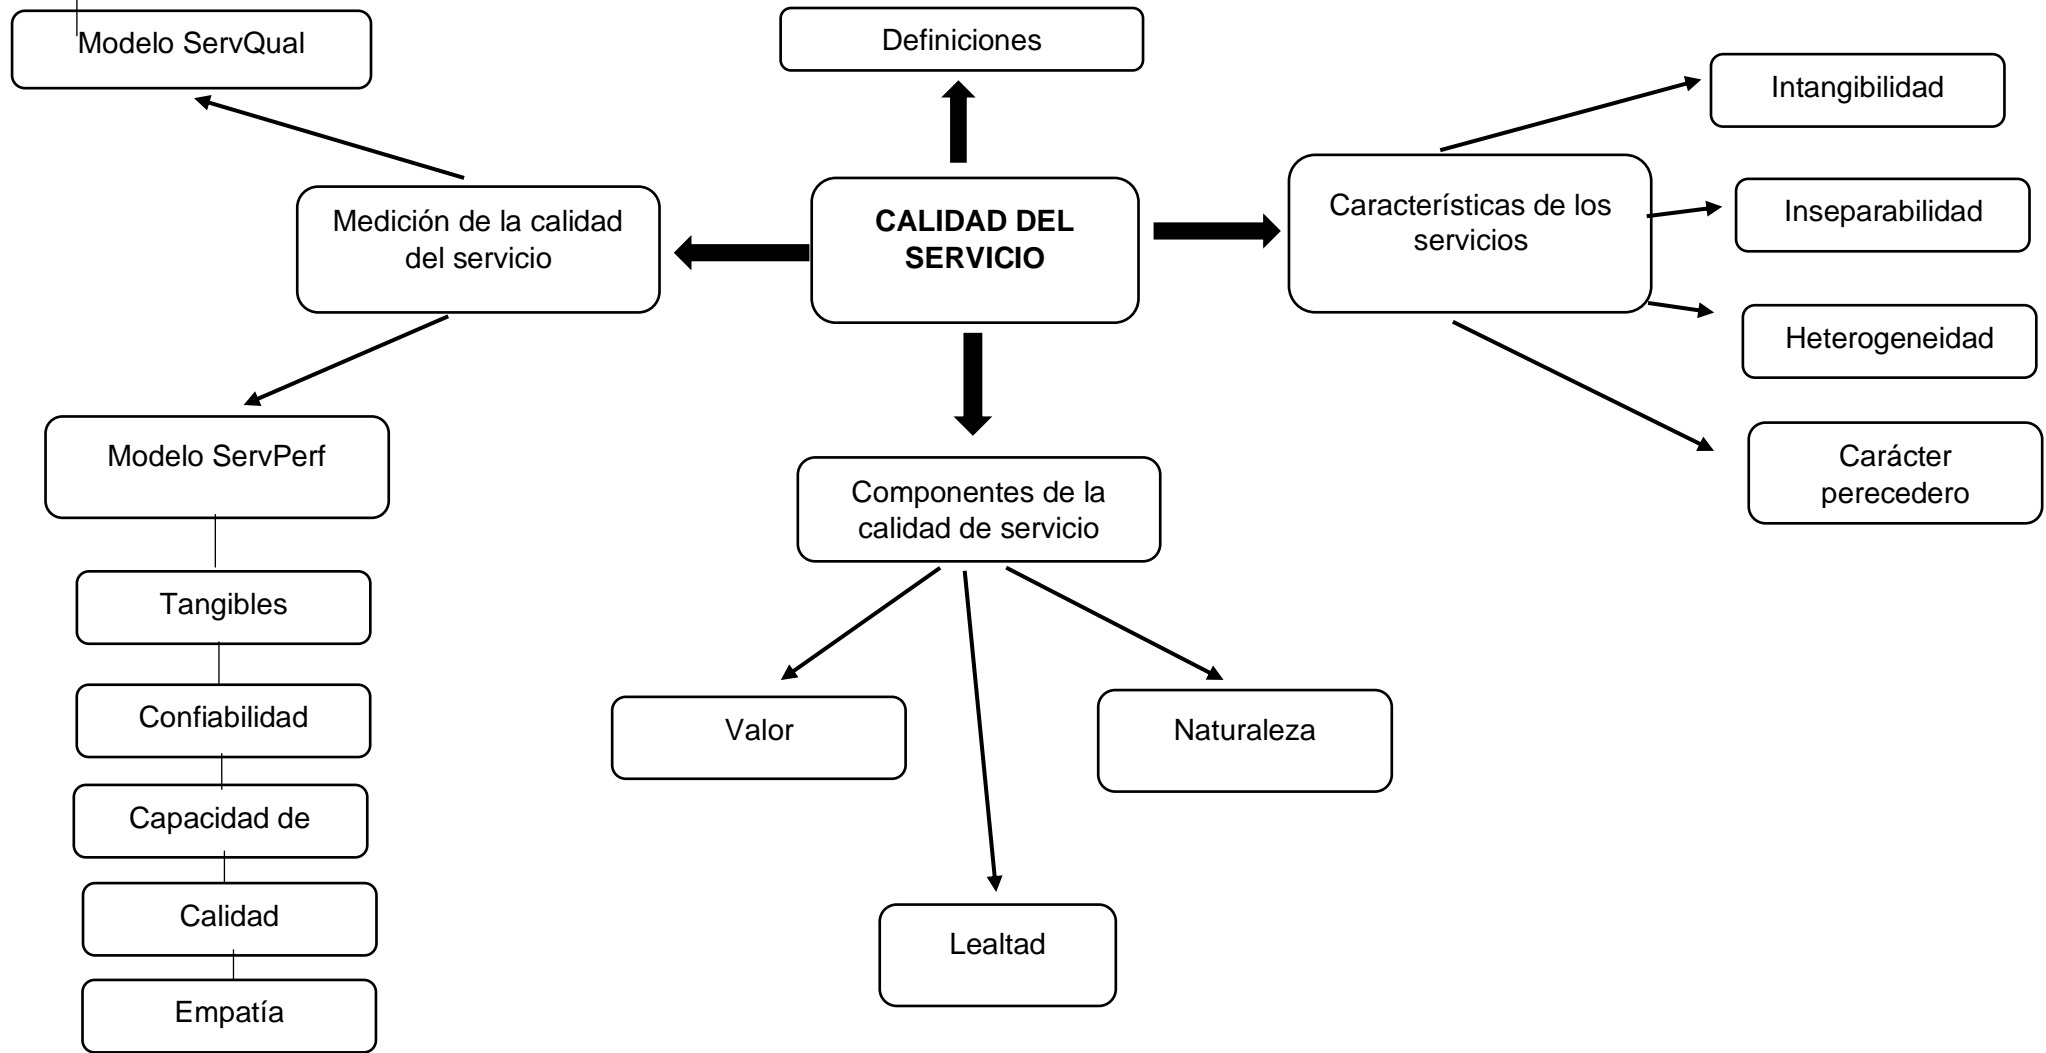 Modelo ServQual
Definiciones
Intangibilidad
Medición de la calidad
del servicio
CALIDAD DEL
SERVICIO
Características de los
servicios
Inseparabilidad
Heterogeneidad
Carácter
perecedero
Modelo ServPerf
Componentes de la
calidad de servicio
Tangibles
Confiabilidad
Capacidad de
Calidad
Empatía
Valor
Naturaleza
Lealtad